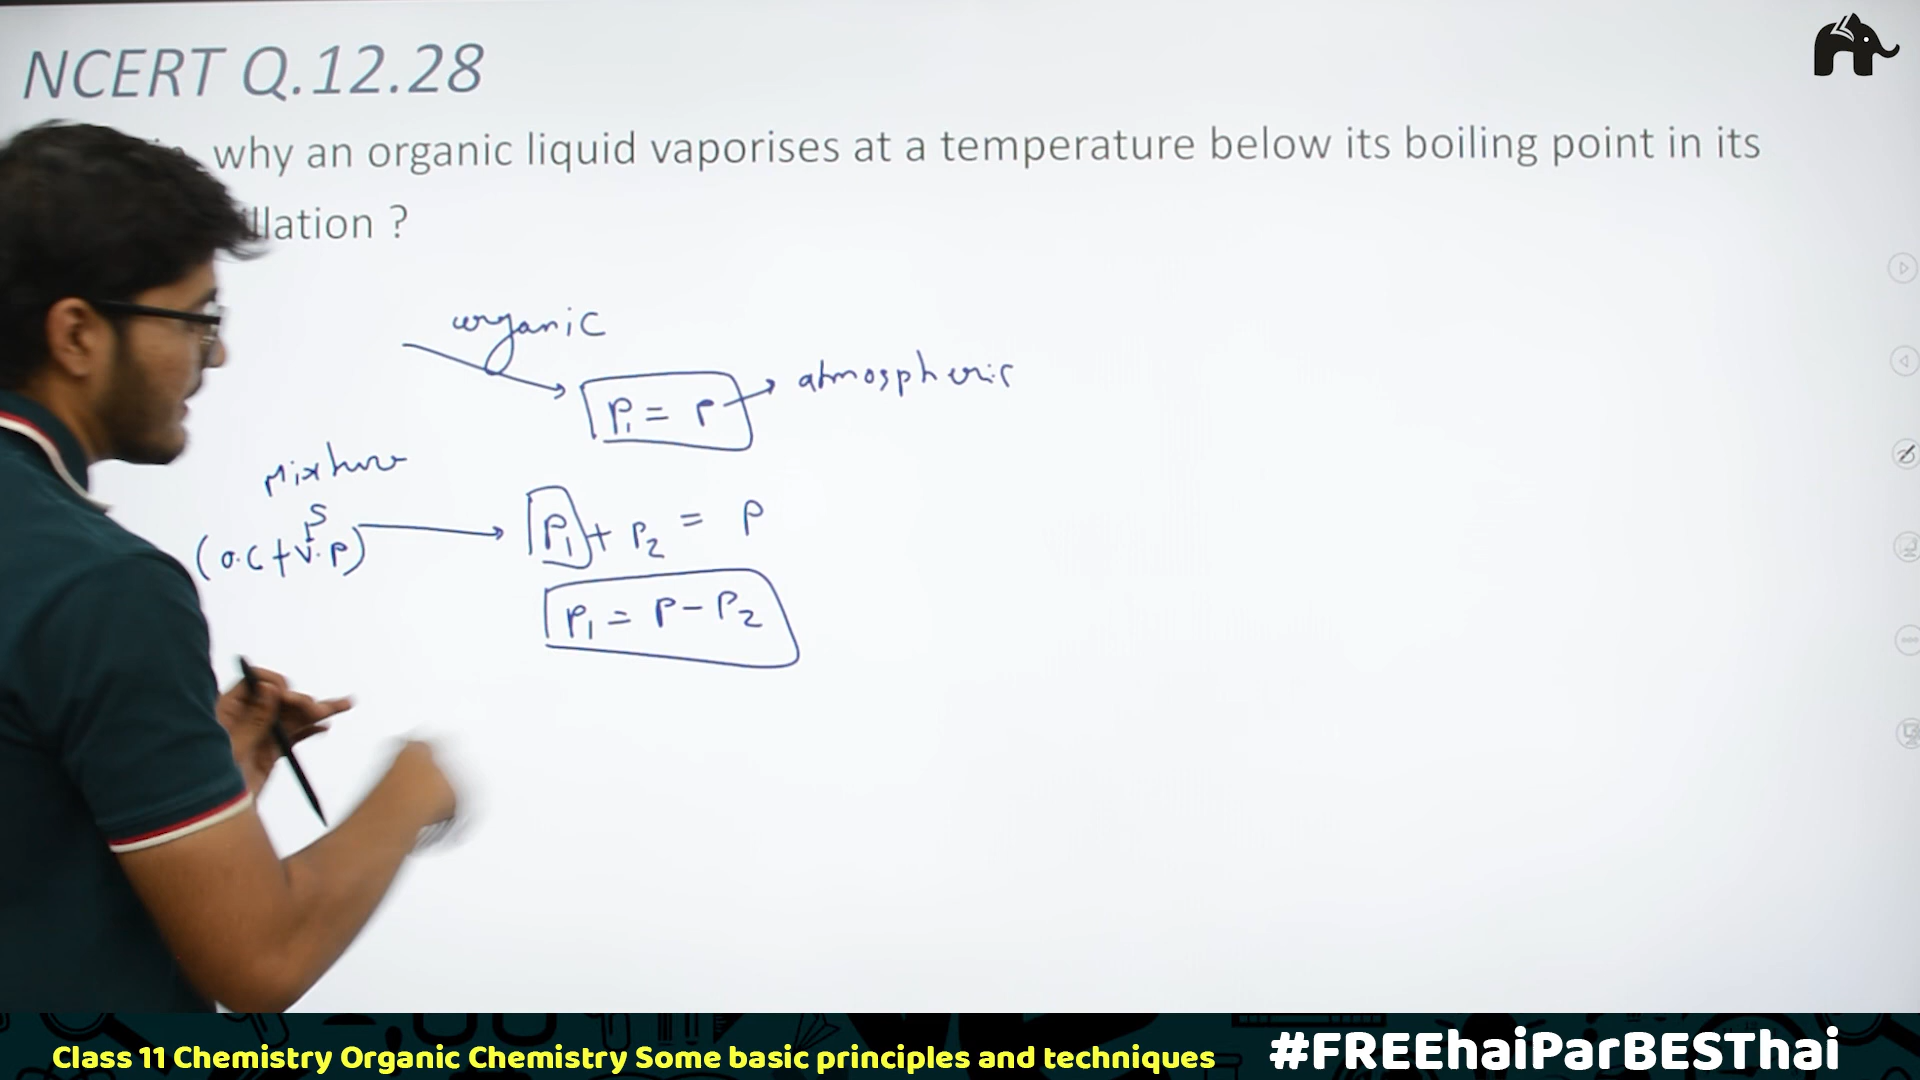 NCERT Q.12.28
why an organic liquid vaporises at a temperature below its boiling point in its
illation ?
organic
P₁ = P
atmospheric
Mixture
S
(o.c + v.p)
P₁ + P₂ = P
P₁ = P - P₂
Class 11 Chemistry Organic Chemistry Some basic principles and techniques
#FREEhaiParBESThai